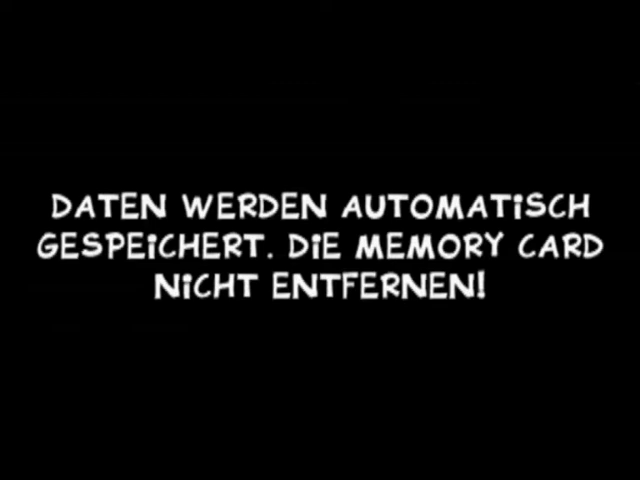 DATEN WERDEN AUTOMATiSCH
GESPEiCHERT. DiE MEMORY CARD
NiCHT ENTFERNEN!